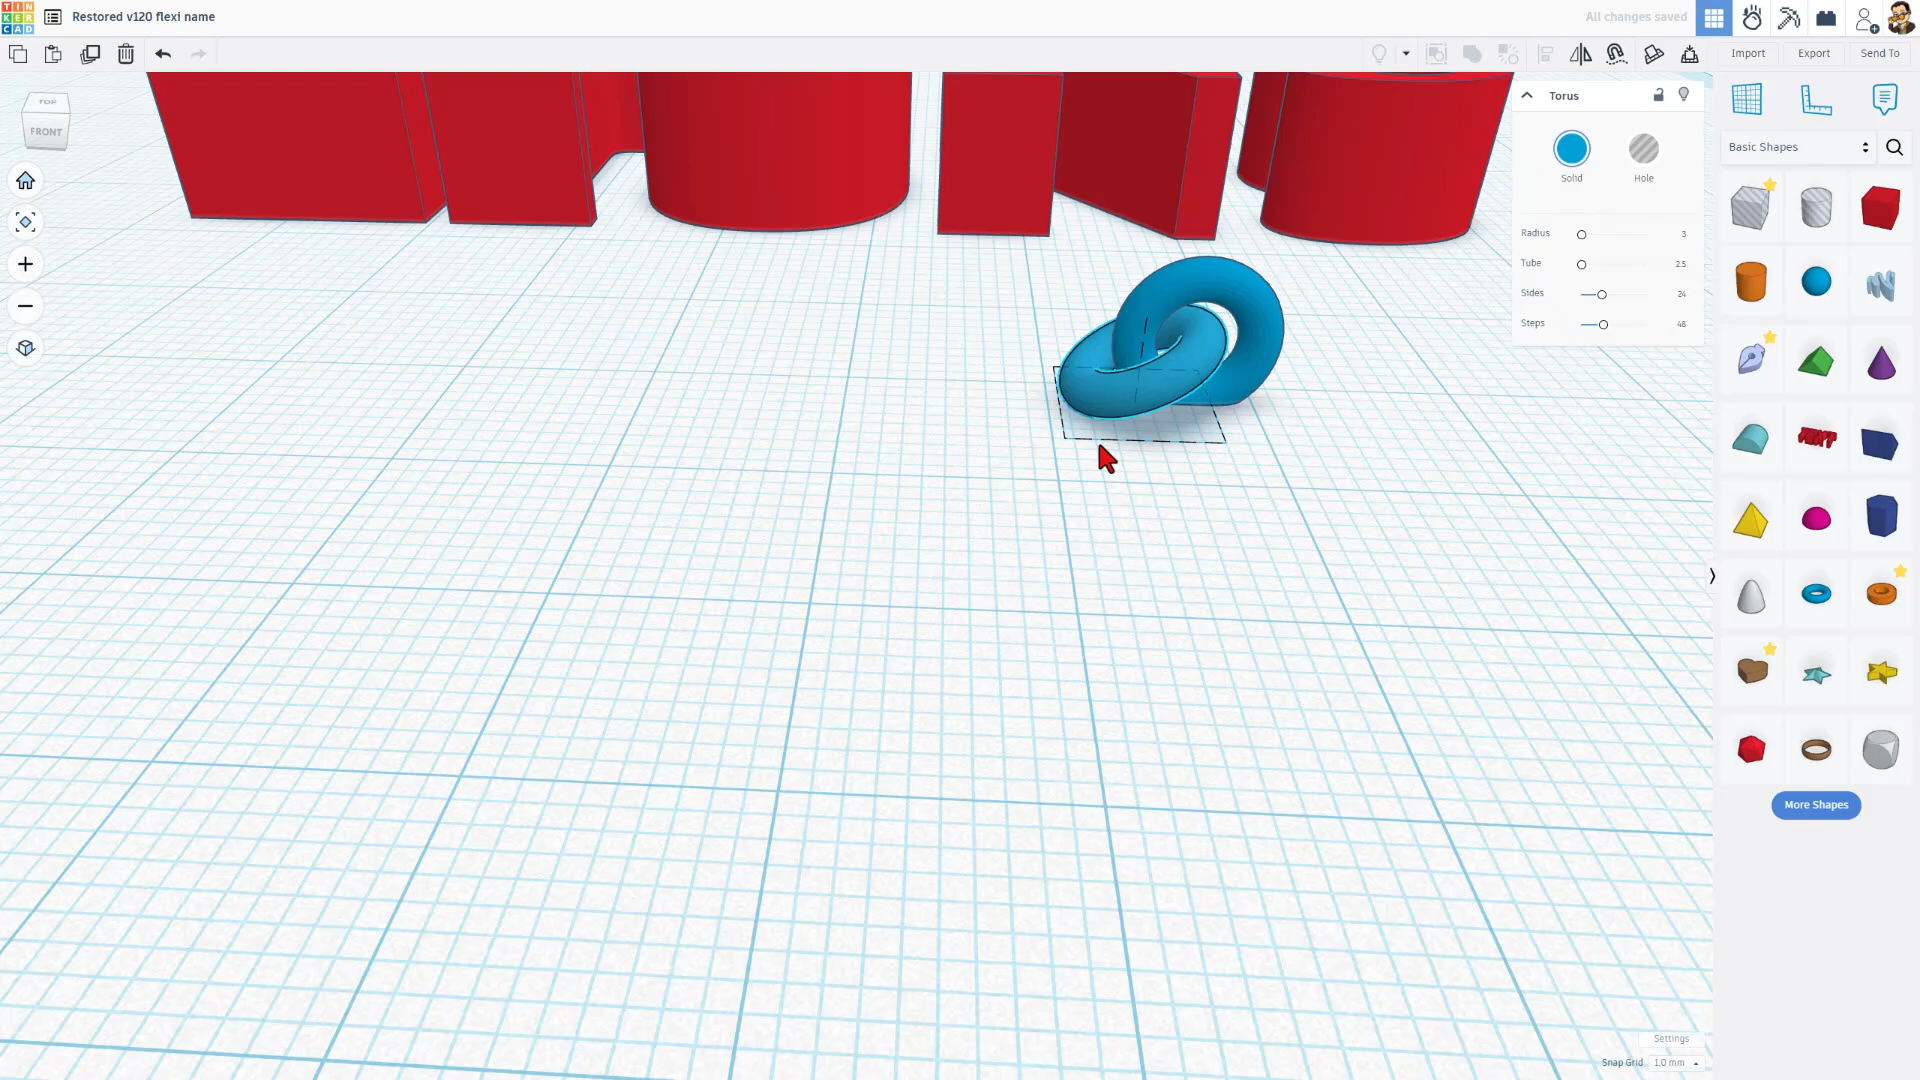 TIN
KER
CAD
Restored v120 flexi name
All changes saved
Import
Export
Send To
TOP
FRONT
Torus
Solid
Hole
Radius
3
Tube
2.5
Sides
24
Steps
48
Basic Shapes
More Shapes
Settings
Snap Grid
1.0 mm